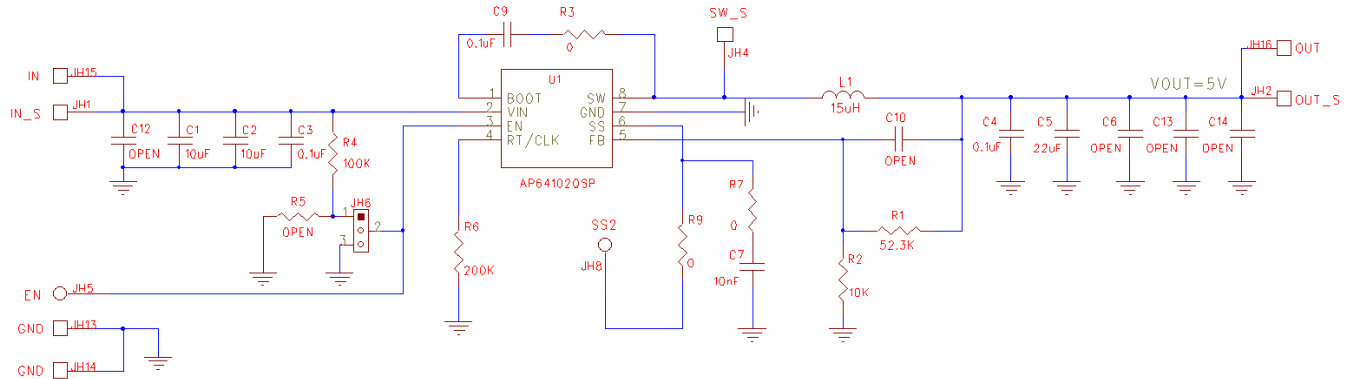 C9
0.1uF
R3
0
SW_S
JH4
IN
JH15
IN_S
JH1
C12
OPEN
C1
10uF
C2
10uF
C3
0.1uF
R4
100K
U1
1
BOOT
SW
8
2
VIN
GND
7
3
EN
SS
6
4
RT/CLK
FB
5
AP64102QSP
L1
15uH
C10
OPEN
VOUT=5V
JH16
OUT
JH2
OUT_S
C4
0.1uF
C5
22uF
C6
OPEN
C13
OPEN
C14
OPEN
R5
OPEN
JH6
1
2
3
R6
200K
SS2
JH8
R9
0
R7
0
C7
10nF
R1
52.3K
R2
10K
EN
JH5
GND
JH13
GND
JH14